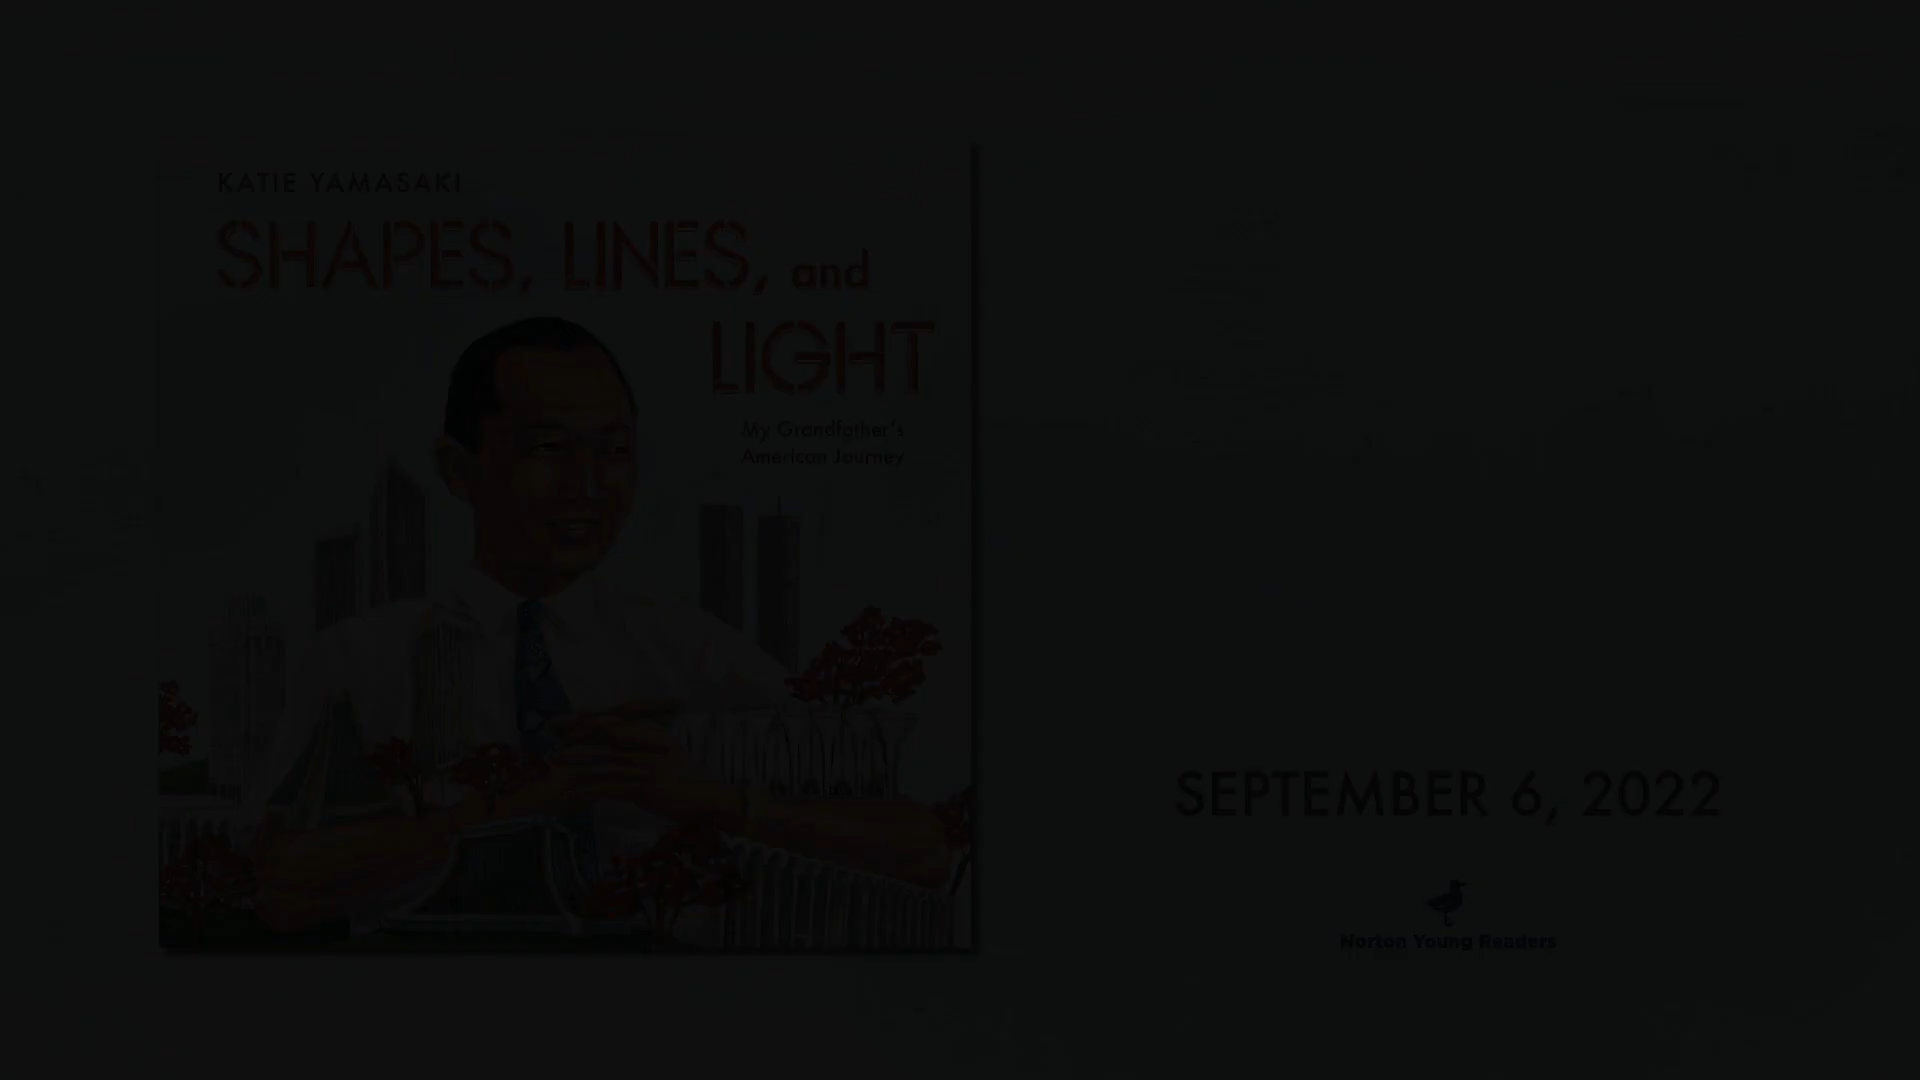 KATIE YAMASAKI
SHAPES, LINES, and
LIGHT
My Grandfather's
American Journey
SEPTEMBER 6, 2022
Norton Young Readers